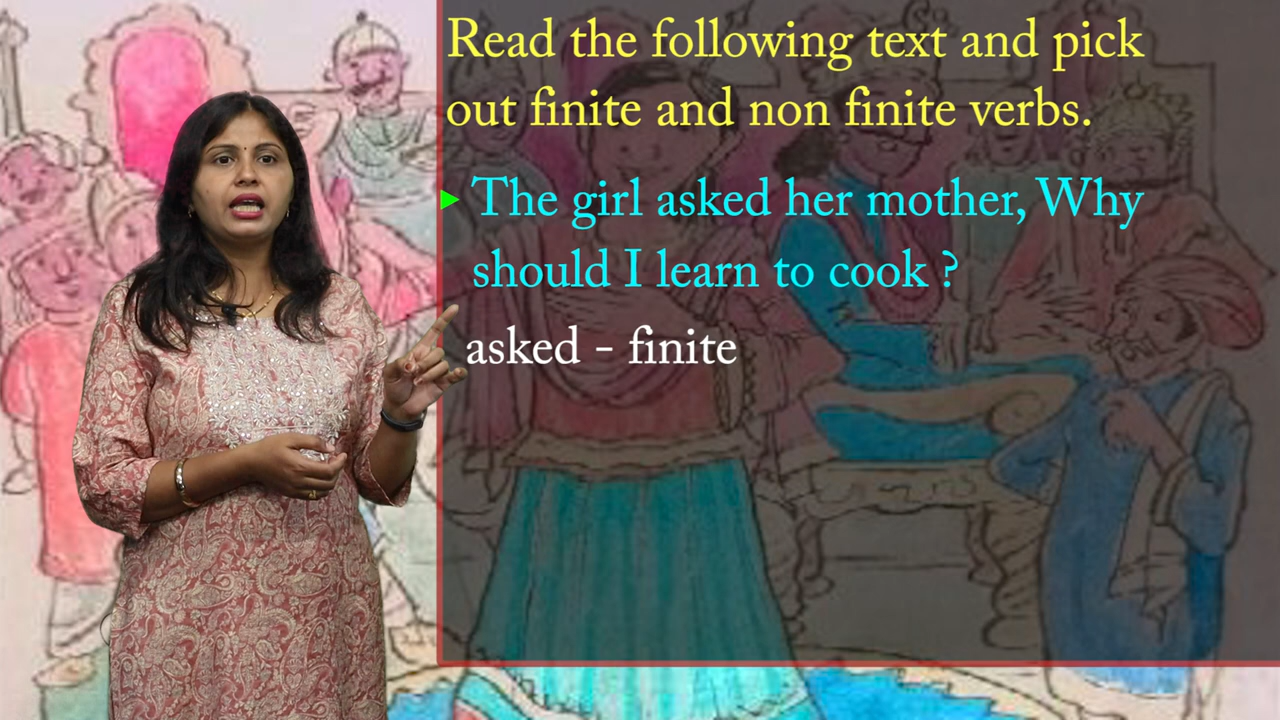 Read the following text and pick
out finite and non finite verbs.
The girl asked her mother, Why
should I learn to cook ?
asked - finite